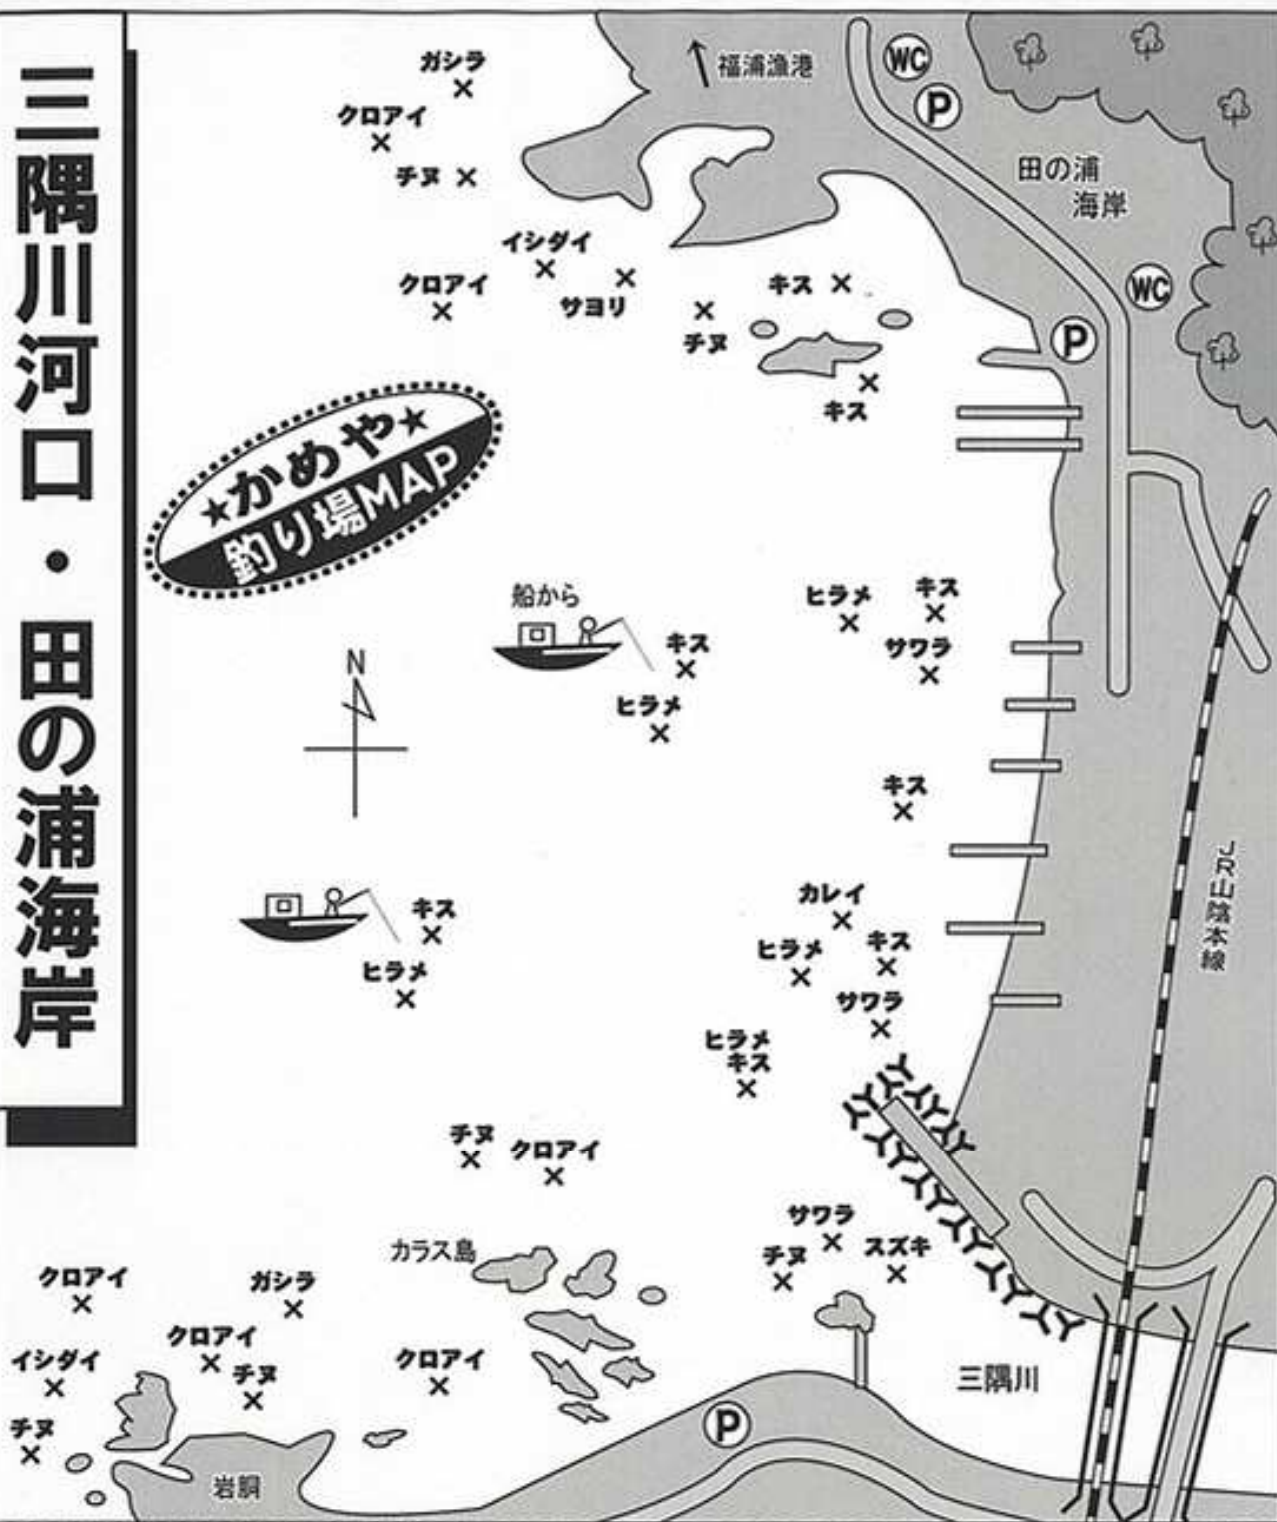 三隅川河口・田の浦海岸
福浦漁港
WC
P
田の浦
海岸
WC
P
ガシラ
クロアイ
チヌ
イシダイ
クロアイ
サヨリ
チヌ
キス
キス
★かめや★
釣り場MAP
船から
キス
ヒラメ
ヒラメ
キス
サワラ
N
キス
キス
ヒラメ
カレイ
ヒラメ
キス
サワラ
ヒラメ
キス
JR山陰本線
チヌ
クロアイ
カラス島
サワラ
チヌ
スズキ
クロアイ
ガシラ
クロアイ
イシダイ
チヌ
クロアイ
チヌ
三隅川
P
岩胴